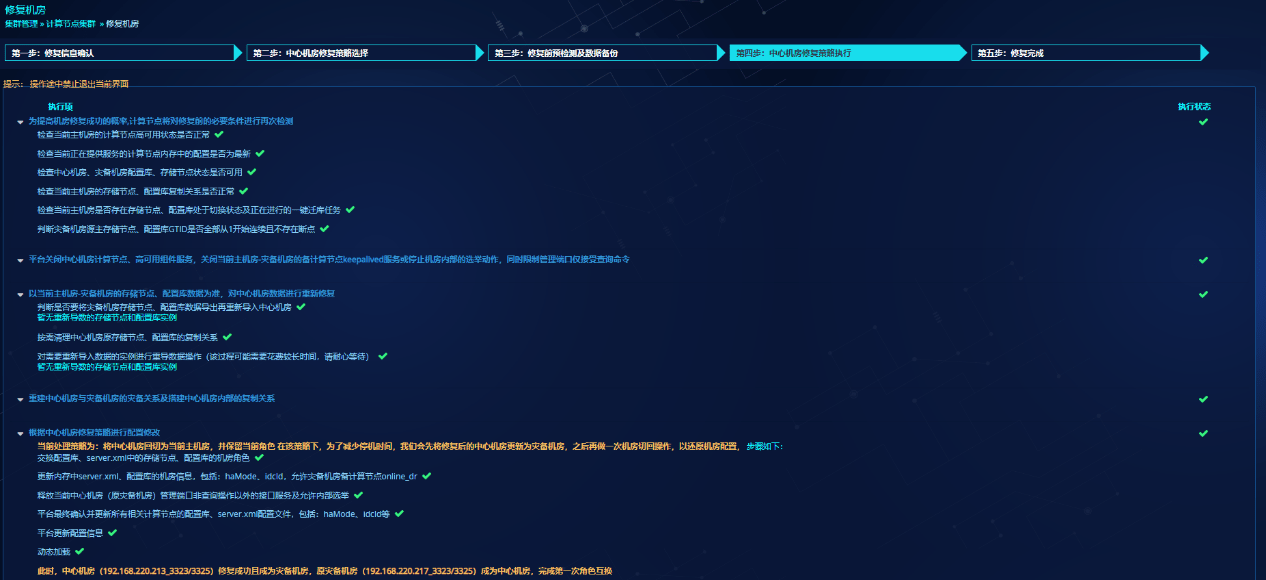 修复机房
集群管理 » 计算节点集群 » 修复机房
第一步：修复信息确认
第二步：中心机房修复策略选择
第三步：修复前预检测及数据备份
第四步：中心机房修复策略执行
第五步：修复完成
提示： 操作途中禁止退出当前界面
执行项
执行状态
为提高机房修复成功的概率,计算节点将对修复前的必要条件进行再次检测
检查当前主机房的计算节点高可用状态是否正常
检查当前正在提供服务的计算节点内存中的配置是否为最新
检查中心机房、灾备机房配置库、存储节点状态是否可用
检查当前主机房的存储节点、配置库复制关系是否正常
检查当前主机房是否存在存储节点、配置库处于切换状态及正在进行的一键迁库任务
判断灾备机房源主存储节点、配置库GTID是否全部从1开始连续且不存在断点
平台关闭中心机房计算节点、高可用组件服务，关闭当前主机房-灾备机房的备计算节点keepalived服务或停止机房内部的选举动作，同时限制管理端口仅接受查询命令
以当前主机房-灾备机房的存储节点、配置库数据为准，对中心机房数据进行重新修复
判断是否要将灾备机房存储节点、配置库数据导出再重新导入中心机房
暂无重新导数的存储节点和配置库实例
按需清理中心机房原存储节点、配置库的复制关系
对需要重新导入数据的实例进行重导数据操作（该过程可能需要花费较长时间，请耐心等待）
暂无重新导数的存储节点和配置库实例
重建中心机房与灾备机房的灾备关系及搭建中心机房内部的复制关系
根据中心机房修复策略进行配置修改
当前处理策略为：将中心机房回切为当前主机房，并保留当前角色 在该策略下，为了减少停机时间，我们会先将修复后的中心机房更新为灾备机房，之后再做一次机房切回操作，以还原机房配置， 步骤如下:
交换配置库、server.xml中的存储节点、配置库的机房角色
更新内存中server.xml、配置库的机房信息，包括：haMode、idcId，允许灾备机房备计算节点online_dr
释放当前中心机房（原灾备机房）管理端口非查询操作以外的接口服务及允许内部选举
平台最终确认并更新所有相关计算节点的配置库、server.xml配置文件，包括：haMode、idcId等
平台更新配置信息
动态加载
此时，中心机房（192.168.220.213_3323/3325）修复成功且成为灾备机房，原灾备机房（192.168.220.217_3323/3325）成为中心机房，完成第一次角色互换